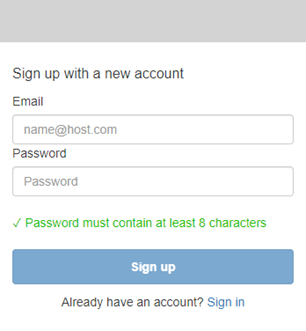 Sign up with a new account
Email
name@host.com
Password
Password
✓ Password must contain at least 8 characters
Sign up
Already have an account? Sign in